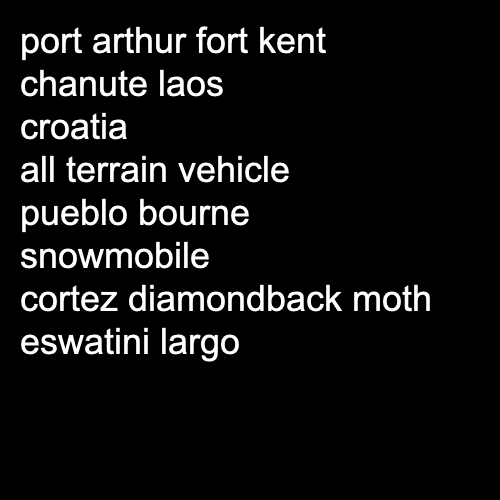 port arthur fort kent
chanute laos
croatia
all terrain vehicle
pueblo bourne
snowmobile
cortez diamondback moth
eswatini largo